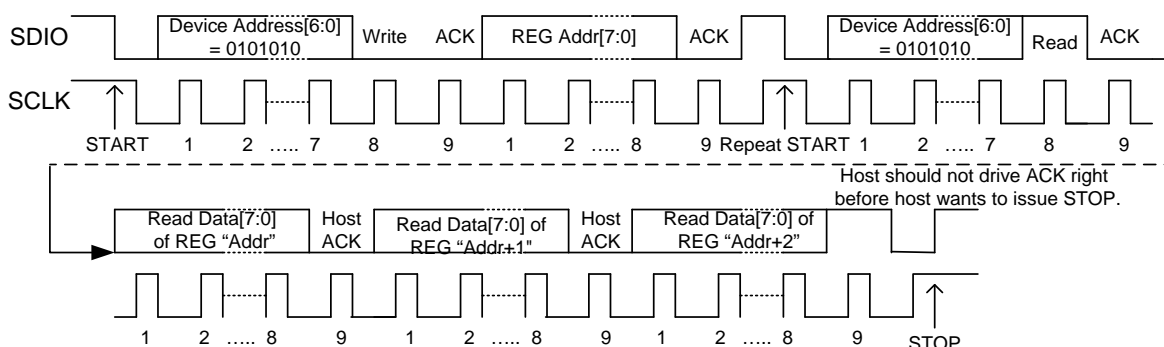 SDIO
Device Address[6:0]
= 0101010
Write
ACK
REG Addr[7:0]
ACK
Device Address[6:0]
= 0101010
Read
ACK
SCLK
START 1 2 ..... 7 8 9 1 2 ..... 8 9 Repeat START 1 2 ..... 7 8 9
Host should not drive ACK right
before host wants to issue STOP.
Read Data[7:0]
of REG “Addr”
Host
ACK
Read Data[7:0] of
REG “Addr+1"
Host
ACK
Read Data[7:0] of
REG “Addr+2”
1 2 ..... 8 9 1 2 ..... 8 9 1 2 ..... 8 9 STOP